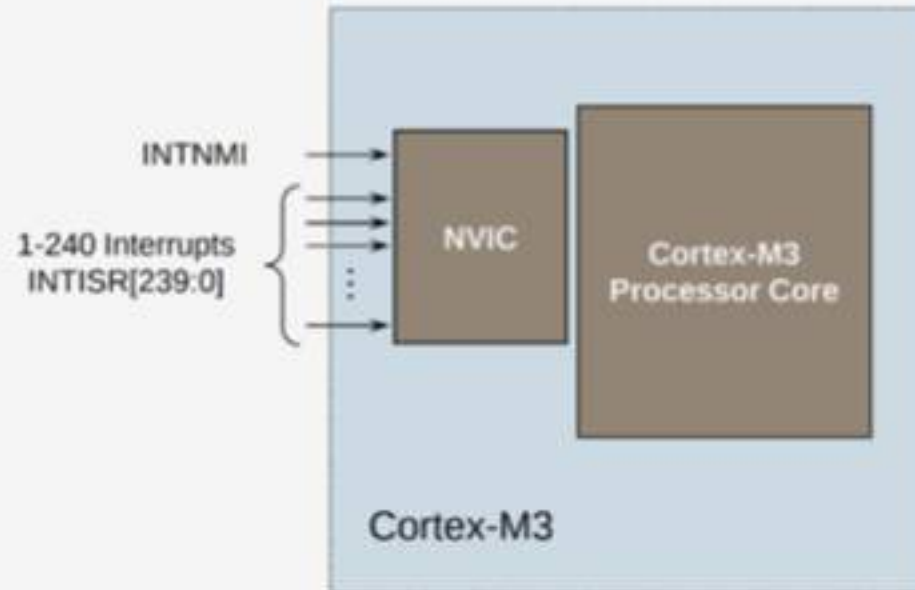 INTNMI
1-240 Interrupts
INTISR[239:0]
NVIC
Cortex-M3
Processor Core
Cortex-M3